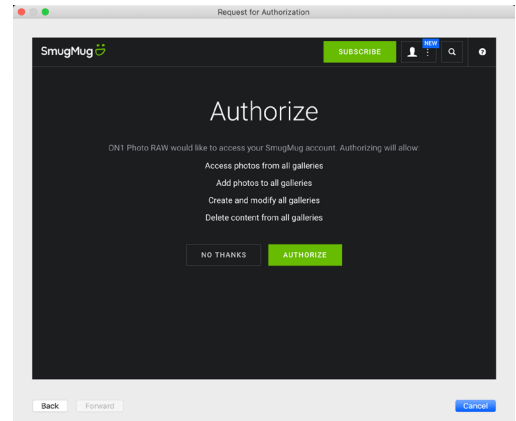 Request for Authorization
SmugMug
SUBSCRIBE
NEW
Authorize
ON1 Photo RAW would like to access your SmugMug account. Authorizing will allow:
Access photos from all galleries
Add photos to all galleries
Create and modify all galleries
Delete content from all galleries
NO THANKS AUTHORIZE
Back Forward Cancel